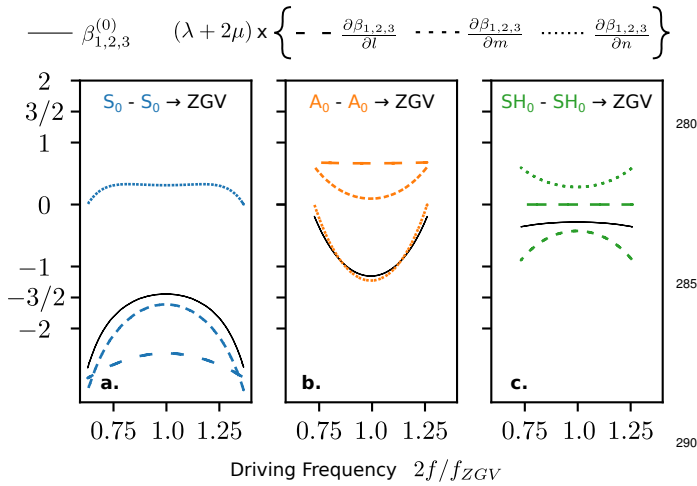 β₁,₂,₃⁽⁰⁾ (λ + 2μ) x { ∂β₁,₂,₃/∂l ∂β₁,₂,₃/∂m ∂β₁,₂,₃/∂n }
S₀ - S₀ → ZGV A₀ - A₀ → ZGV SH₀ - SH₀ → ZGV
2
3/2
1
0
−1
−3/2
−2
a. b. c.
0.75 1.0 1.25 0.75 1.0 1.25 0.75 1.0 1.25
Driving Frequency 2f/f_ZGV
280
285
290